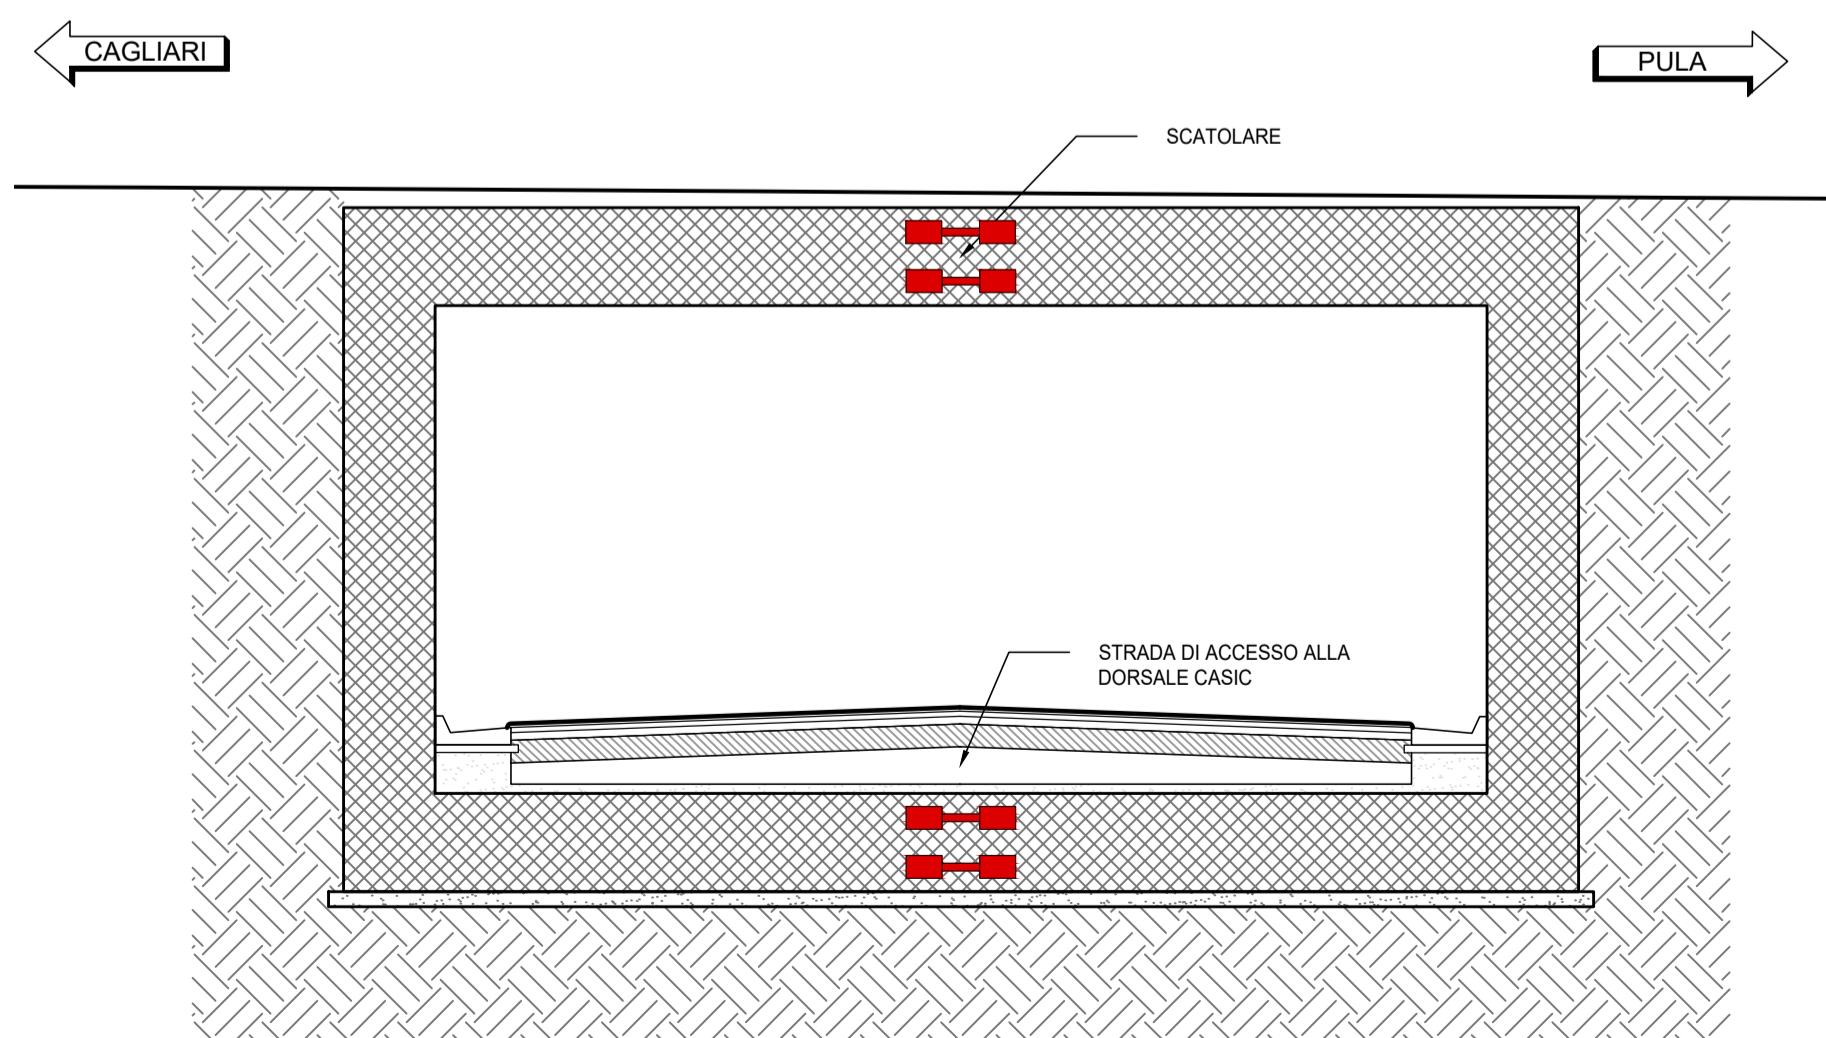 CAGLIARI
PULA
SCATOLARE
STRADA DI ACCESSO ALLA
DORSALE CASIC